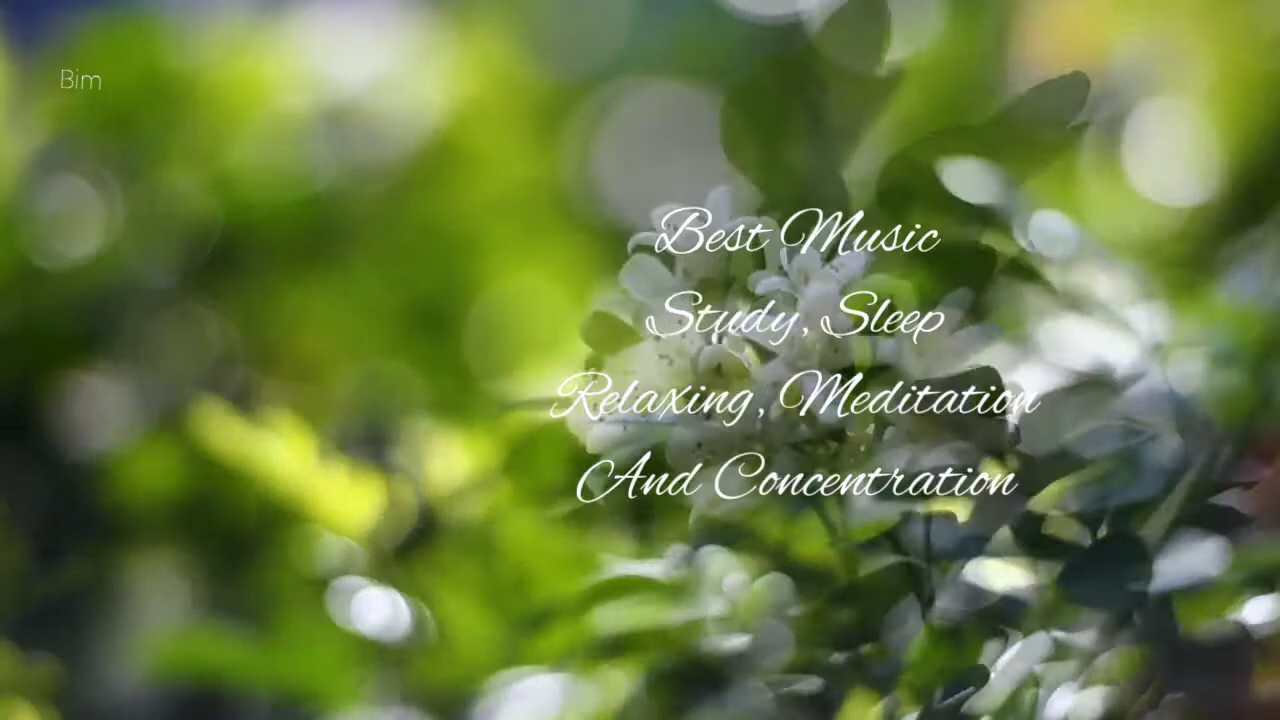 Bim
Best Music
Study, Sleep
Relaxing, Meditation
And Concentration